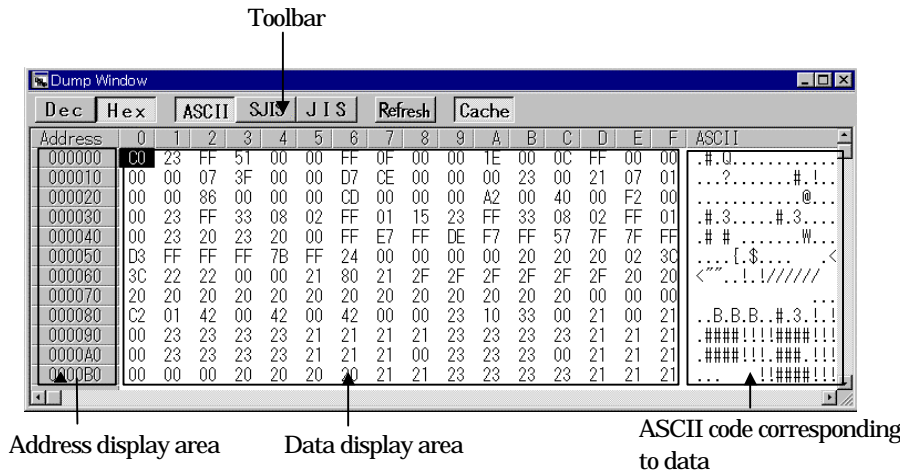 Toolbar
Dump Window
Dec Hex ASCII SJIS JIS Refresh Cache
Address 0 1 2 3 4 5 6 7 8 9 A B C D E F ASCII
000000 C0 23 FF 51 00 00 FF 0F 00 00 1E 00 0C FF 00 00 .#.Q............
000010 00 00 07 3F 00 00 D7 CE 00 00 00 23 00 21 07 01 ...?.......#.!..
000020 00 00 86 00 00 00 CD 00 00 00 A2 00 40 00 F2 00 ............@...
000030 00 23 FF 33 08 02 FF 01 15 23 FF 33 08 02 FF 01 .#.3.....#.3....
000040 00 23 20 23 20 00 FF E7 FF DE F7 FF 57 7F 7F FF .# # .......W...
000050 D3 FF FF FF 7B FF 24 00 00 00 00 20 20 20 02 3C ....{.$....   .<
000060 3C 22 22 00 00 21 80 21 2F 2F 2F 2F 2F 2F 20 20 <""..!.!//////
000070 20 20 20 20 20 20 20 20 20 20 20 20 20 00 00 00 ...
000080 C2 01 42 00 42 00 42 00 00 23 10 33 00 21 00 21 ..B.B.B..#.3.!.!
000090 00 23 23 23 23 21 21 21 21 23 23 23 23 21 21 21 .####!!!!####!!!
0000A0 00 23 23 23 23 21 21 21 00 23 23 23 00 21 21 21 .####!!!.###.!!!
0000B0 00 00 00 20 20 20 20 21 21 23 23 23 23 21 21 21 ...    !!####!!!
Address display area Data display area ASCII code corresponding
to data